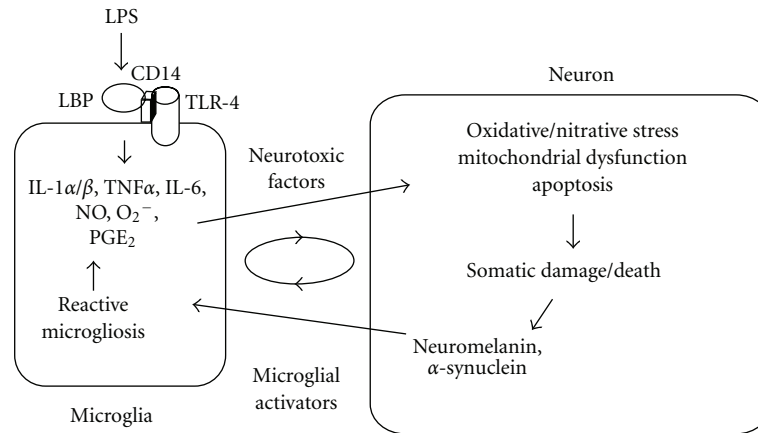 LPS
CD14
LBP
TLR-4
IL-1α/β, TNFα, IL-6,
NO, O₂⁻,
PGE₂
Reactive
microgliosis
Microglia
Neurotoxic
factors
Microglial
activators
Neuron
Oxidative/nitrative stress
mitochondrial dysfunction
apoptosis
Somatic damage/death
Neuromelanin,
α-synuclein